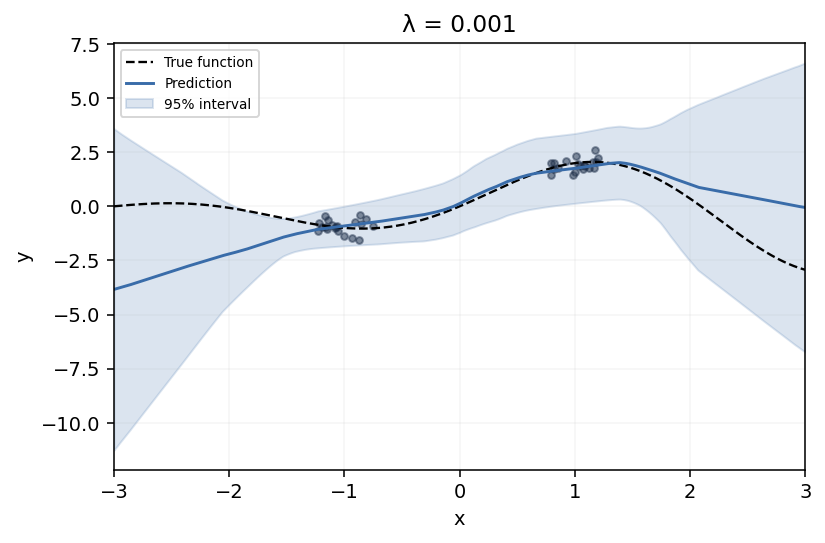 λ = 0.001
True function
Prediction
95% interval
7.5
5.0
2.5
0.0
−2.5
−5.0
−7.5
−10.0
y
−3
−2
−1
0
1
2
3
x